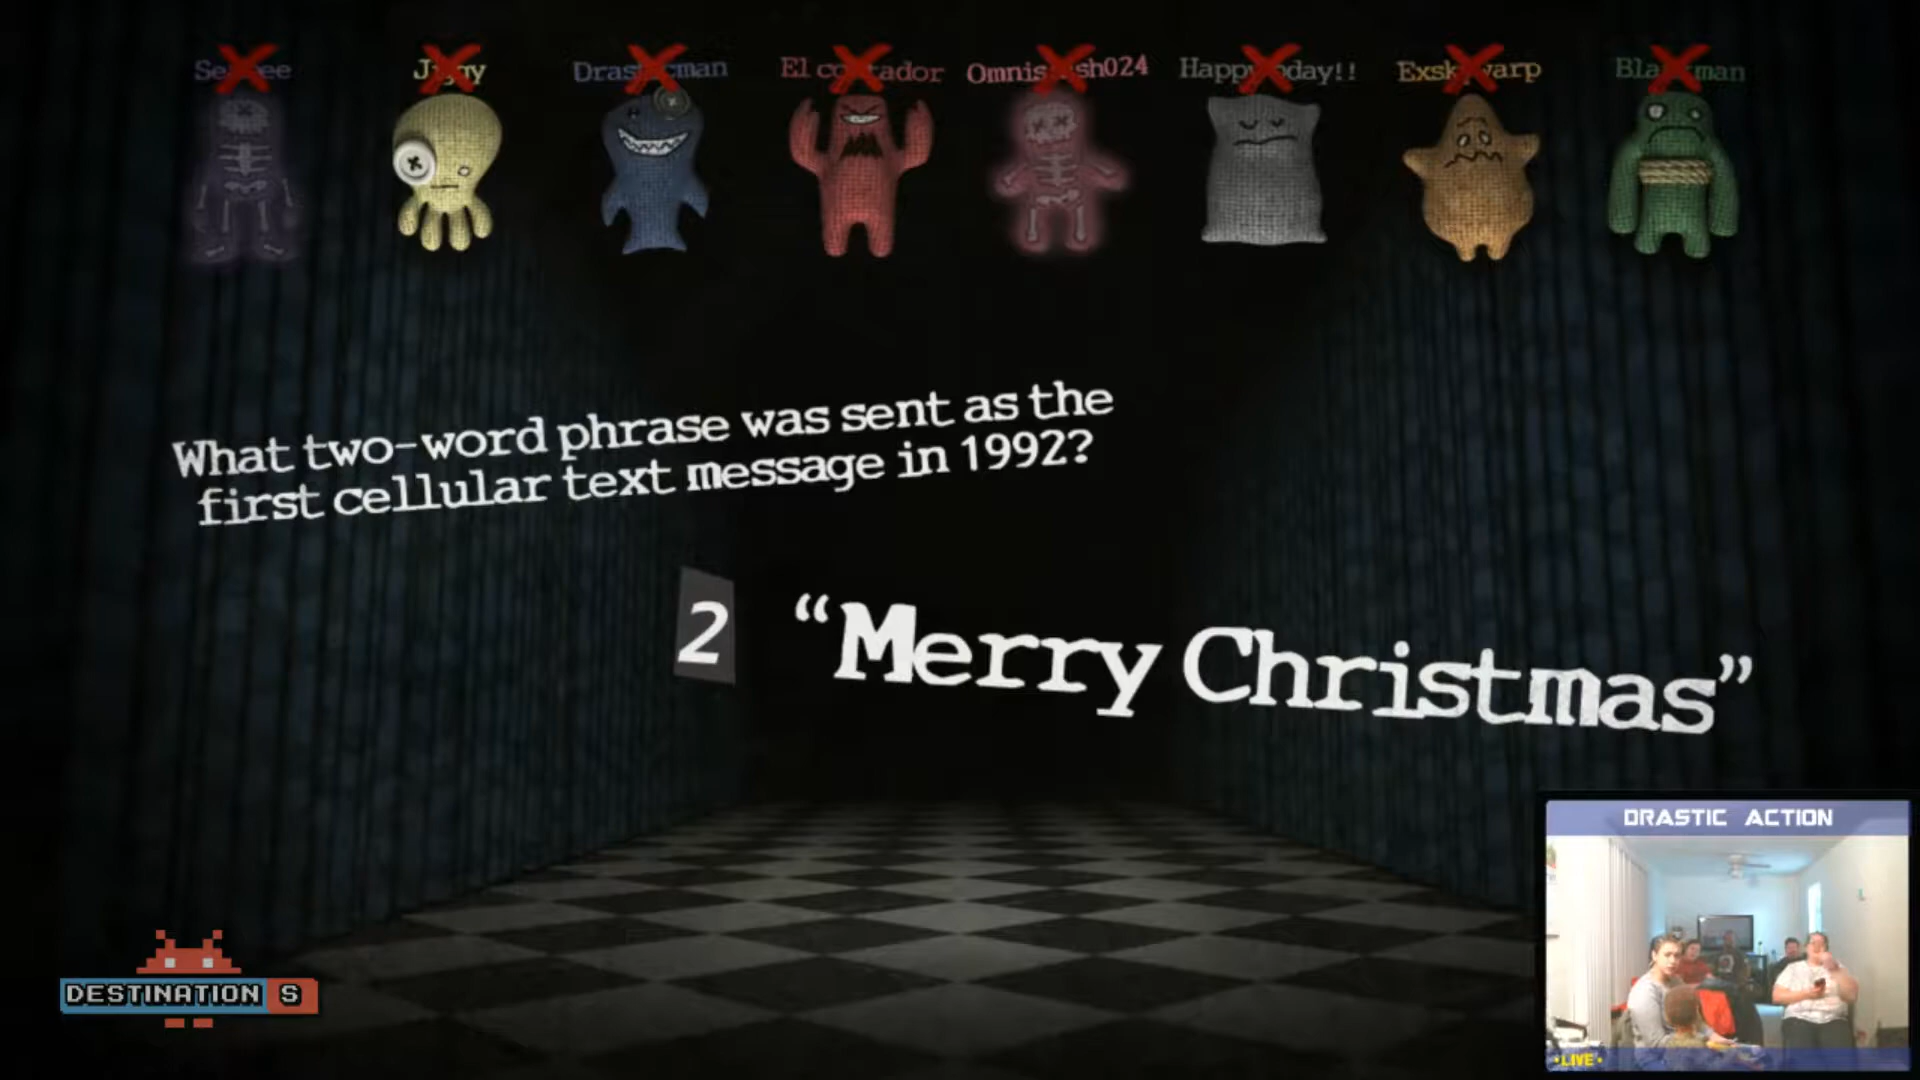 El
What two-word phrase was sent as the
first cellular text message in 1992?
2 “Merry Christmas”
DRASTIC ACTION
DESTINATION S
•LIVE•